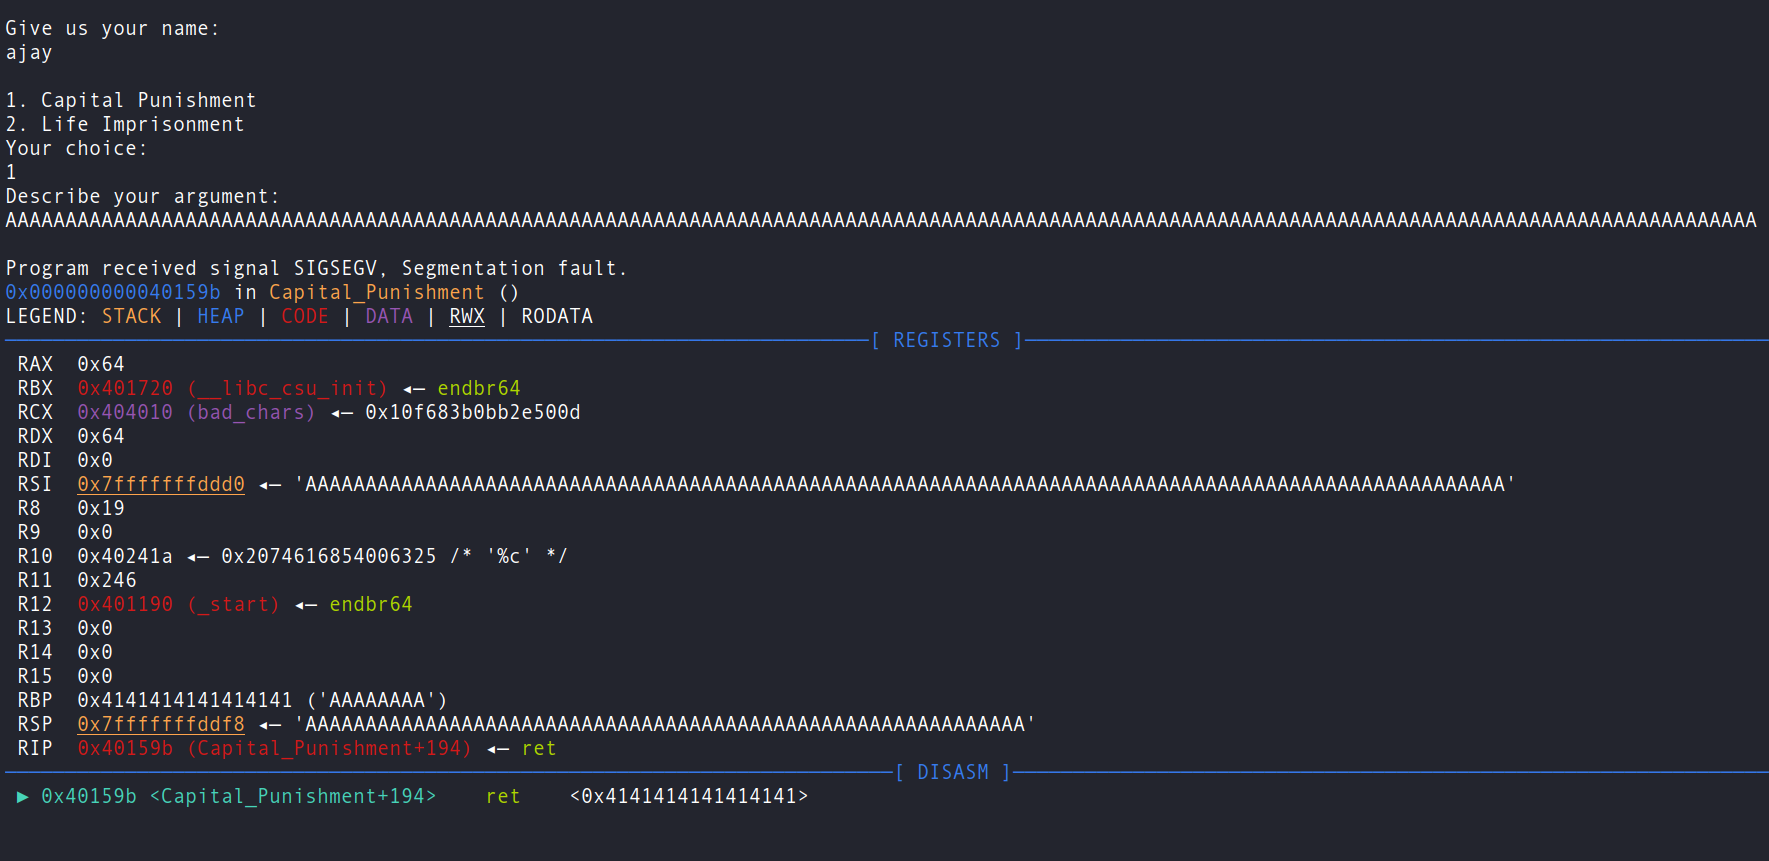 Give us your name:
ajay
1. Capital Punishment
2. Life Imprisonment
Your choice:
1
Describe your argument:
AAAAAAAAAAAAAAAAAAAAAAAAAAAAAAAAAAAAAAAAAAAAAAAAAAAAAAAAAAAAAAAAAAAAAAAAAAAAAAAAAAAAAAAAAAAAAAAAAAAAAAAAAAAAAAAAAAAAAAAAAAAAAAAAAAAAAAAAAAAAAAAAAA
Program received signal SIGSEGV, Segmentation fault.
0x000000000040159b in Capital_Punishment ()
LEGEND: STACK | HEAP | CODE | DATA | RWX | RODATA
[ REGISTERS ]
RAX  0x64
RBX  0x401720 (__libc_csu_init) ◂— endbr64
RCX  0x404010 (bad_chars) ◂— 0x10f683b0bb2e500d
RDX  0x64
RDI  0x0
RSI  0x7fffffffddd0 ◂— 'AAAAAAAAAAAAAAAAAAAAAAAAAAAAAAAAAAAAAAAAAAAAAAAAAAAAAAAAAAAAAAAAAAAAAAAAAAAAAAAAAAAAAAAAAAAAAAAAAAAA'
R8   0x19
R9   0x0
R10  0x40241a ◂— 0x2074616854006325 /* '%c' */
R11  0x246
R12  0x401190 (_start) ◂— endbr64
R13  0x0
R14  0x0
R15  0x0
RBP  0x4141414141414141 ('AAAAAAAA')
RSP  0x7fffffffddf8 ◂— 'AAAAAAAAAAAAAAAAAAAAAAAAAAAAAAAAAAAAAAAAAAAAAAAAAAAAAAAAAAAA'
RIP  0x40159b (Capital_Punishment+194) ◂— ret
[ DISASM ]
► 0x40159b <Capital_Punishment+194>    ret    <0x4141414141414141>